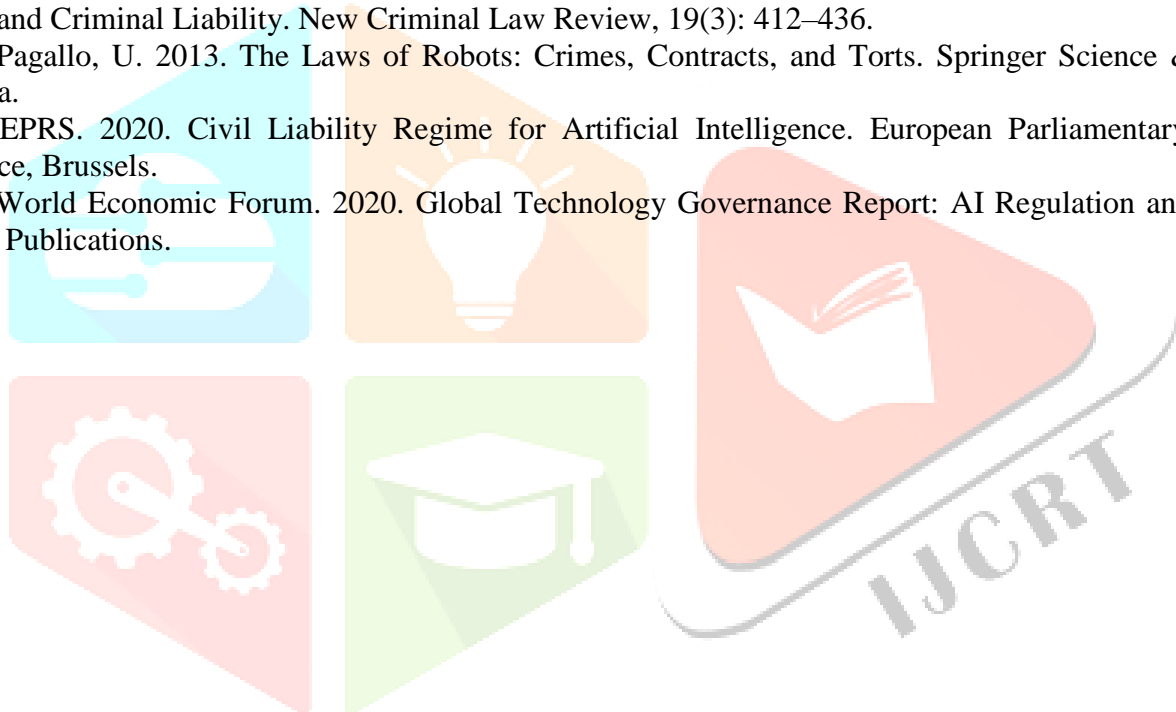 and Criminal Liability. New Criminal Law Review, 19(3): 412–436.
Pagallo, U. 2013. The Laws of Robots: Crimes, Contracts, and Torts. Springer Science
a.
EPRS. 2020. Civil Liability Regime for Artificial Intelligence. European Parliamentary
ce, Brussels.
World Economic Forum. 2020. Global Technology Governance Report: AI Regulation an
Publications.
IJCRT